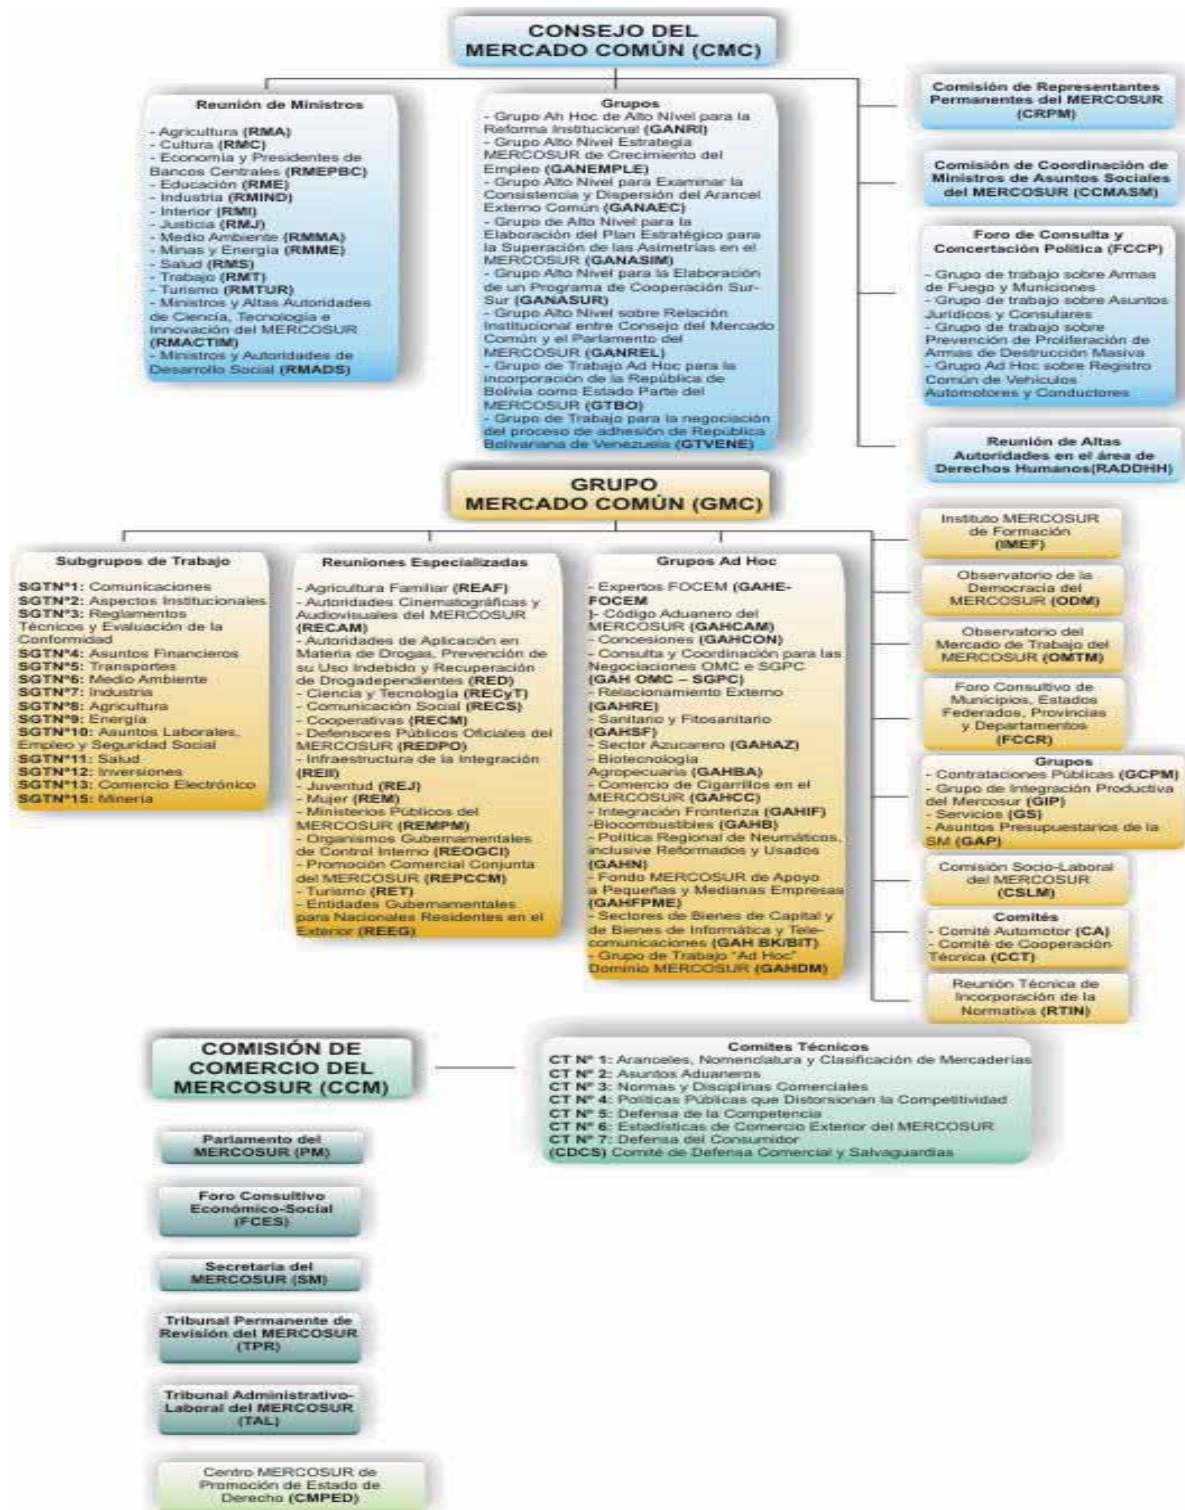 CONSEJO DEL
MERCADO COMÚN (CMC)
Reunión de Ministros
- Agricultura (RMA)
- Cultura (RMC)
- Economía y Presidentes de
Bancos Centrales (RMEPBC)
- Educación (RME)
- Industria (RMIND)
- Interior (RMI)
- Justicia (RMJ)
- Medio Ambiente (RMMA)
- Minas y Energía (RMME)
- Salud (RMS)
- Trabajo (RMT)
- Turismo (RMTUR)
- Ministros y Altas Autoridades
de Ciencia, Tecnología e
Innovación del MERCOSUR
(RMACTIM)
- Ministros y Autoridades de
Desarrollo Social (RMADS)
Grupos
- Grupo Ah Hoc de Alto Nivel para la
Reforma Institucional (GANRI)
- Grupo Alto Nivel Estrategia
MERCOSUR de Crecimiento del
Empleo (GANEMPLE)
- Grupo Alto Nivel para Examinar la
Consistencia y Dispersión del Arancel
Externo Común (GANAEC)
- Grupo de Alto Nivel para la
Elaboración del Plan Estratégico para
la Superación de las Asimetrías en el
MERCOSUR (GANASIM)
- Grupo Alto Nivel para la Elaboración
de un Programa de Cooperación Sur-
Sur (GANASUR)
- Grupo Alto Nivel sobre Relación
Institucional entre Consejo del Mercado
Común y el Parlamento del
MERCOSUR (GANREL)
- Grupo de Trabajo Ad Hoc para la
incorporación de la República de
Bolivia como Estado Parte del
MERCOSUR (GTBO)
- Grupo de Trabajo para la negociación
del proceso de adhesión de República
Bolivariana de Venezuela (GTVENE)
Comisión de Representantes
Permanentes del MERCOSUR
(CRPM)
Comisión de Coordinación de
Ministros de Asuntos Sociales
del MERCOSUR (CCMASM)
Foro de Consulta y
Concertación Política (FCCP)
- Grupo de trabajo sobre Armas
de Fuego y Municiones
- Grupo de trabajo sobre Asuntos
Jurídicos y Consulares
- Grupo de trabajo sobre
Prevención de Proliferación de
Armas de Destrucción Masiva
- Grupo Ad Hoc sobre Registro
Común de Vehículos
Automotores y Conductores
Reunión de Altas
Autoridades en el área de
Derechos Humanos(RADDHH)
GRUPO
MERCADO COMÚN (GMC)
Subgrupos de Trabajo
SGTNº1: Comunicaciones
SGTNº2: Aspectos Institucionales
SGTNº3: Reglamentos
Técnicos y Evaluación de la
Conformidad
SGTNº4: Asuntos Financieros
SGTNº5: Transportes
SGTNº6: Medio Ambiente
SGTNº7: Industria
SGTNº8: Agricultura
SGTNº9: Energía
SGTNº10: Asuntos Laborales,
Empleo y Seguridad Social
SGTNº11: Salud
SGTNº12: Inversiones
SGTNº13: Comercio Electrónico
SGTNº15: Minería
Reuniones Especializadas
- Agricultura Familiar (REAF)
- Autoridades Cinematográficas y
Audiovisuales del MERCOSUR
(RECAM)
- Autoridades de Aplicación en
Materia de Drogas, Prevención de
su Uso Indebido y Recuperación
de Drogadependientes (RED)
- Ciencia y Tecnología (RECyT)
- Comunicación Social (RECS)
- Cooperativas (RECM)
- Defensores Públicos Oficiales del
MERCOSUR (REDPO)
- Infraestructura de la Integración
(REII)
- Juventud (REJ)
- Mujer (REM)
- Ministerios Públicos del
MERCOSUR (REMPM)
- Organismos Gubernamentales
de Control Interno (REOGCI)
- Promoción Comercial Conjunta
del MERCOSUR (REPCCM)
- Turismo (RET)
- Entidades Gubernamentales
para Nacionales Residentes en el
Exterior (REEG)
Grupos Ad Hoc
- Expertos FOCEM (GAHE-
FOCEM
)- Código Aduanero del
MERCOSUR (GAHCAM)
- Concesiones (GAHCON)
- Consulta y Coordinación para las
Negociaciones OMC e SGPC
(GAH OMC – SGPC)
- Relacionamiento Externo
(GAHRE)
- Sanitario y Fitosanitario
(GAHSF)
- Sector Azucarero (GAHAZ)
- Biotecnología
Agropecuaria (GAHBA)
- Comercio de Cigarrillos en el
MERCOSUR (GAHCC)
- Integración Fronteriza (GAHIF)
-Biocombustibles (GAHB)
- Política Regional de Neumáticos,
inclusive Reformados y Usados
(GAHN)
- Fondo MERCOSUR de Apoyo
a Pequeñas y Medianas Empresas
(GAHFPME)
- Sectores de Bienes de Capital y
de Bienes de Informática y Tele-
comunicaciones (GAH BK/BIT)
- Grupo de Trabajo "Ad Hoc"
Dominio MERCOSUR (GAHDM)
Instituto MERCOSUR
de Formación
(IMEF)
Observatorio de la
Democracia del
MERCOSUR (ODM)
Observatorio del
Mercado de Trabajo del
MERCOSUR (OMTM)
Foro Consultivo de
Municipios, Estados
Federados, Provincias
y Departamentos
(FCCR)
Grupos
- Contrataciones Públicas (GCPM)
- Grupo de Integración Productiva
del Mercosur (GIP)
- Servicios (GS)
- Asuntos Presupuestarios de la
SM (GAP)
Comisión Socio-Laboral
del MERCOSUR
(CSLM)
Comités
- Comité Automotor (CA)
- Comité de Cooperación
Técnica (CCT)
Reunión Técnica de
Incorporación de la
Normativa (RTIN)
COMISIÓN DE
COMERCIO DEL
MERCOSUR (CCM)
Comites Técnicos
CT Nº 1: Aranceles, Nomenclatura y Clasificación de Mercaderías
CT Nº 2: Asuntos Aduaneros
CT Nº 3: Normas y Disciplinas Comerciales
CT Nº 4: Políticas Públicas que Distorsionan la Competitividad
CT Nº 5: Defensa de la Competencia
CT Nº 6: Estadísticas de Comercio Exterior del MERCOSUR
CT Nº 7: Defensa del Consumidor
(CDCS) Comité de Defensa Comercial y Salvaguardias
Parlamento del
MERCOSUR (PM)
Foro Consultivo
Económico-Social
(FCES)
Secretaría del
MERCOSUR (SM)
Tribunal Permanente de
Revisión del MERCOSUR
(TPR)
Tribunal Administrativo-
Laboral del MERCOSUR
(TAL)
Centro MERCOSUR de
Promoción de Estado de
Derecho (CMPED)